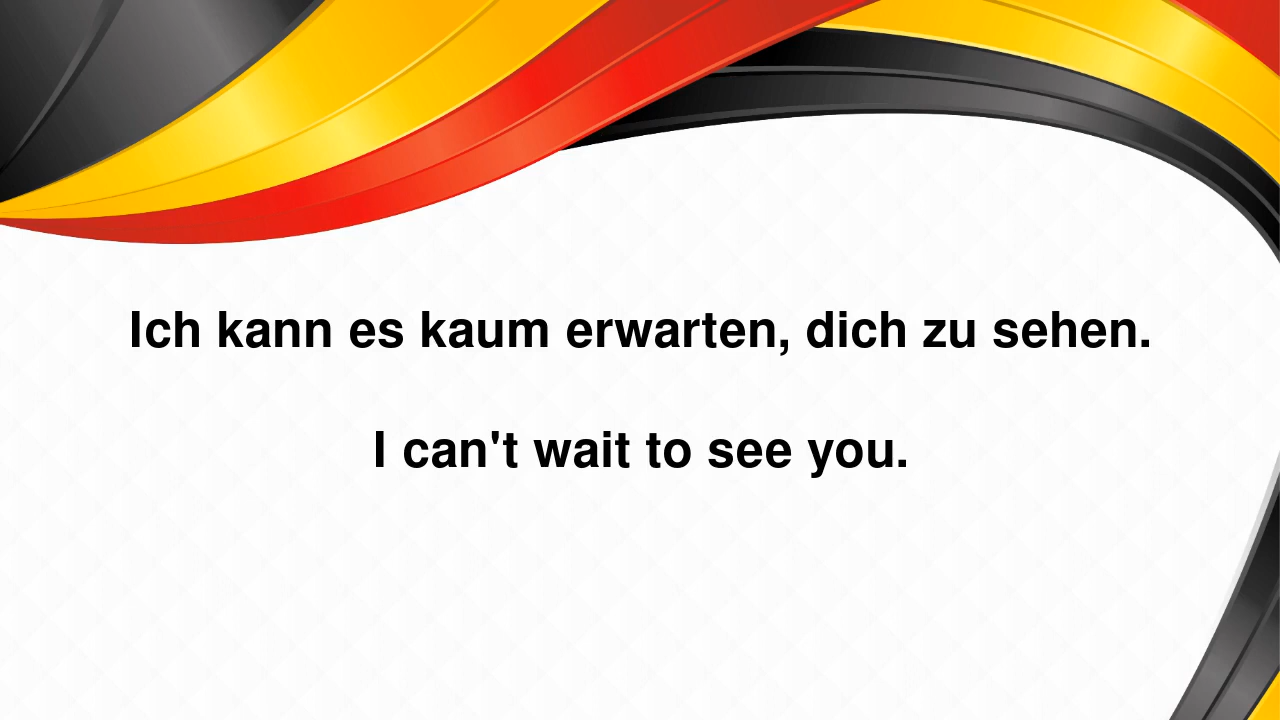 Ich kann es kaum erwarten, dich zu sehen.
I can't wait to see you.